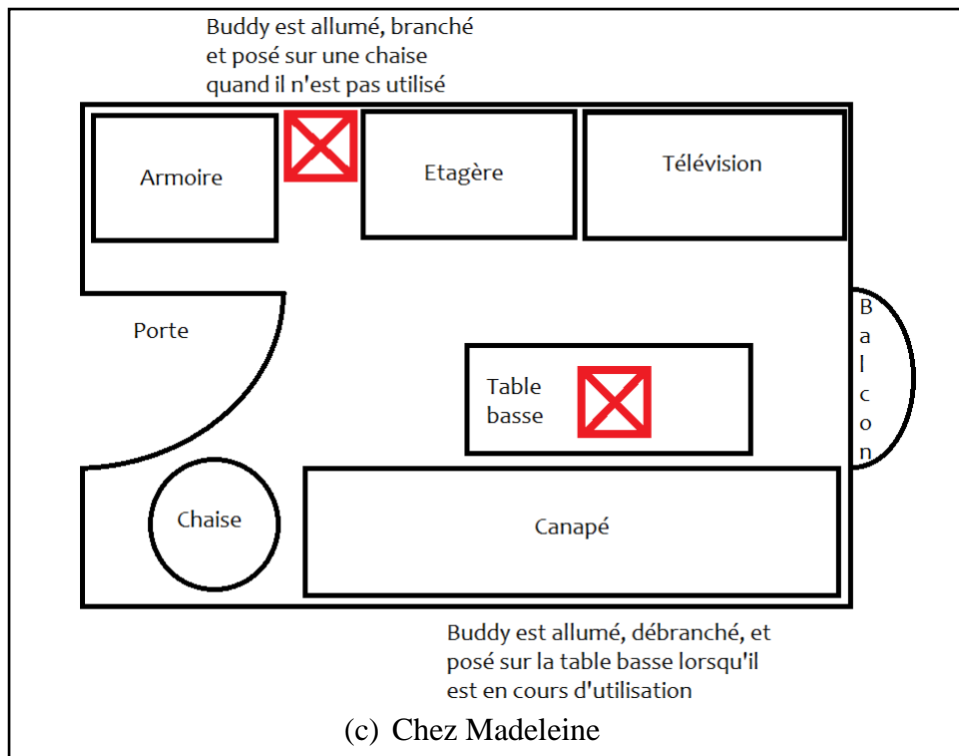 Buddy est allumé, branché
et posé sur une chaise
quand il n'est pas utilisé
Armoire
Etagère
Télévision
Porte
Balcon
Table
basse
Chaise
Canapé
Buddy est allumé, débranché, et
posé sur la table basse lorsqu'il
est en cours d'utilisation
(c) Chez Madeleine